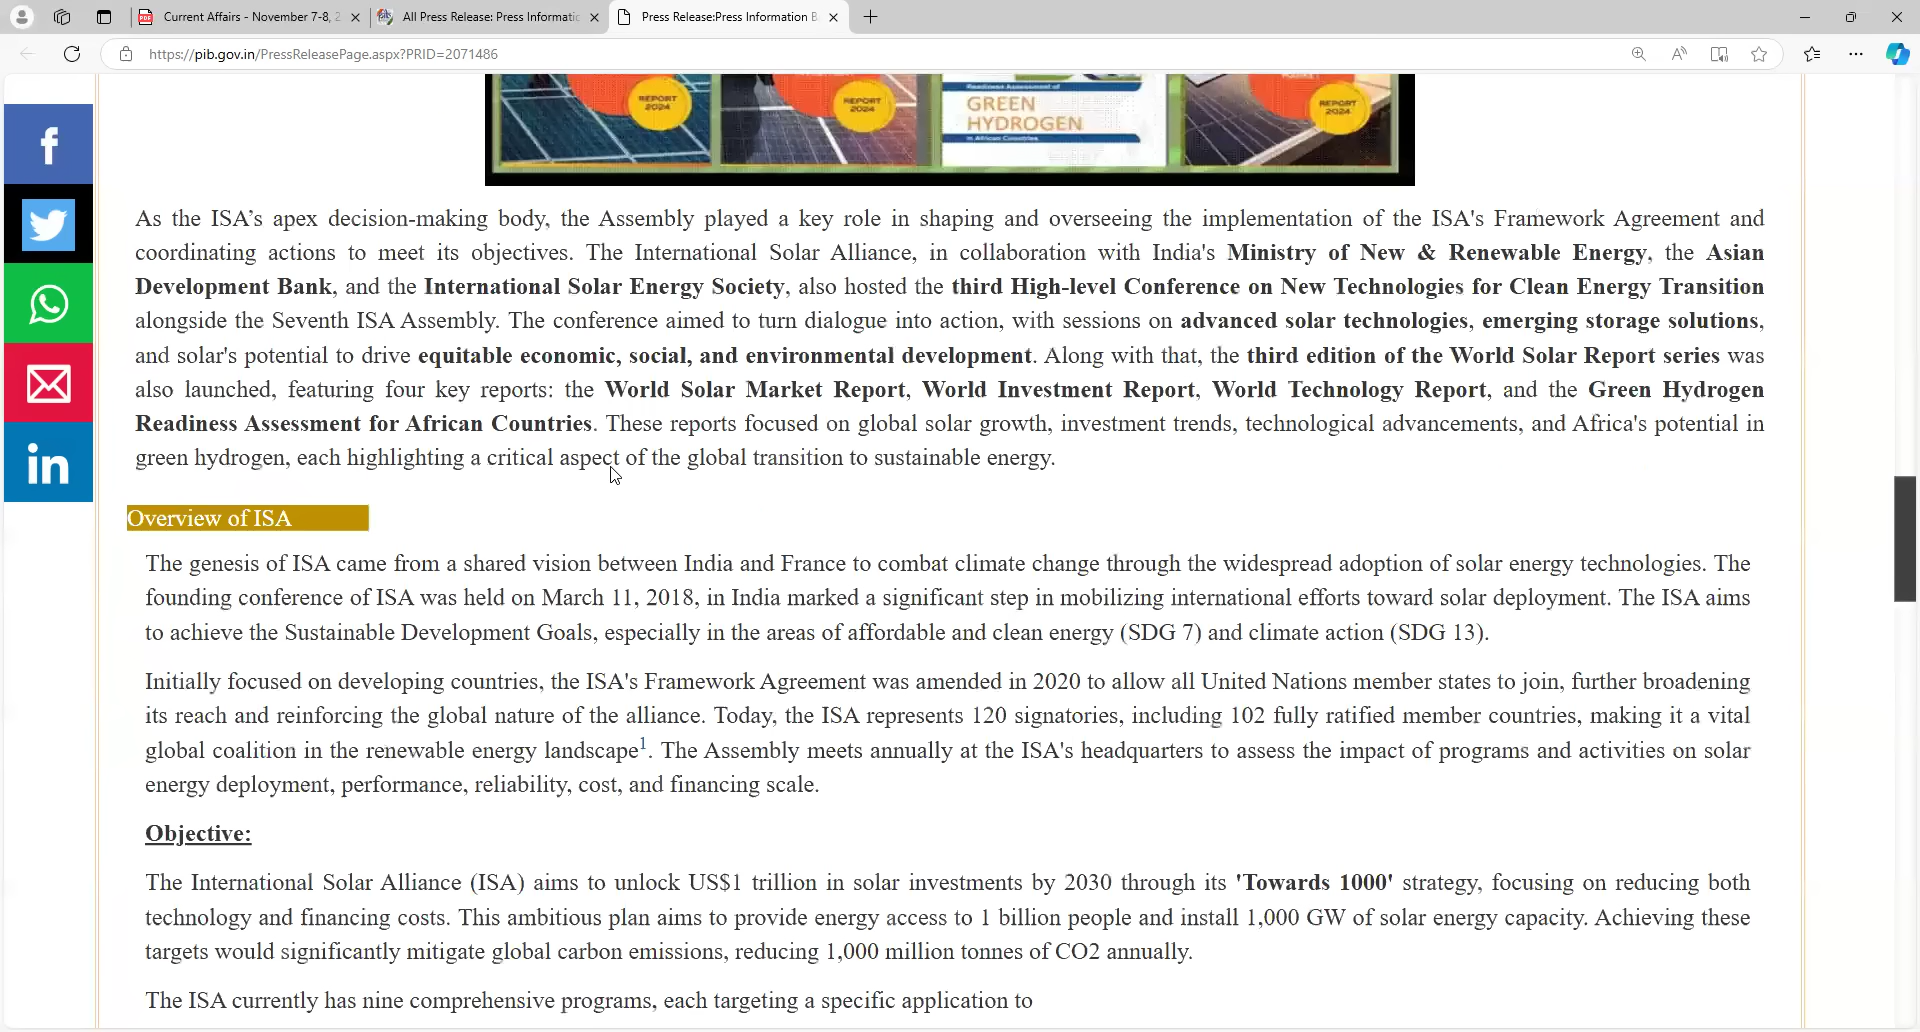 Current Affairs - November 7-8, 2
All Press Release: Press Informatic
Press Release:Press Information B
https://pib.gov.in/PressReleasePage.aspx?PRID=2071486
REPORT
2024
REPORT
2024
Readiness Assessment of
GREEN
HYDROGEN
in African Countries
MARKET
REPORT
2024
As the ISA’s apex decision-making body, the Assembly played a key role in shaping and overseeing the implementation of the ISA's Framework Agreement and
coordinating actions to meet its objectives. The International Solar Alliance, in collaboration with India's Ministry of New & Renewable Energy, the Asian
Development Bank, and the International Solar Energy Society, also hosted the third High-level Conference on New Technologies for Clean Energy Transition
alongside the Seventh ISA Assembly. The conference aimed to turn dialogue into action, with sessions on advanced solar technologies, emerging storage solutions,
and solar's potential to drive equitable economic, social, and environmental development. Along with that, the third edition of the World Solar Report series was
also launched, featuring four key reports: the World Solar Market Report, World Investment Report, World Technology Report, and the Green Hydrogen
Readiness Assessment for African Countries. These reports focused on global solar growth, investment trends, technological advancements, and Africa's potential in
green hydrogen, each highlighting a critical aspect of the global transition to sustainable energy.
Overview of ISA
The genesis of ISA came from a shared vision between India and France to combat climate change through the widespread adoption of solar energy technologies. The
founding conference of ISA was held on March 11, 2018, in India marked a significant step in mobilizing international efforts toward solar deployment. The ISA aims
to achieve the Sustainable Development Goals, especially in the areas of affordable and clean energy (SDG 7) and climate action (SDG 13).
Initially focused on developing countries, the ISA's Framework Agreement was amended in 2020 to allow all United Nations member states to join, further broadening
its reach and reinforcing the global nature of the alliance. Today, the ISA represents 120 signatories, including 102 fully ratified member countries, making it a vital
global coalition in the renewable energy landscape1. The Assembly meets annually at the ISA's headquarters to assess the impact of programs and activities on solar
energy deployment, performance, reliability, cost, and financing scale.
Objective:
The International Solar Alliance (ISA) aims to unlock US$1 trillion in solar investments by 2030 through its 'Towards 1000' strategy, focusing on reducing both
technology and financing costs. This ambitious plan aims to provide energy access to 1 billion people and install 1,000 GW of solar energy capacity. Achieving these
targets would significantly mitigate global carbon emissions, reducing 1,000 million tonnes of CO2 annually.
The ISA currently has nine comprehensive programs, each targeting a specific application to